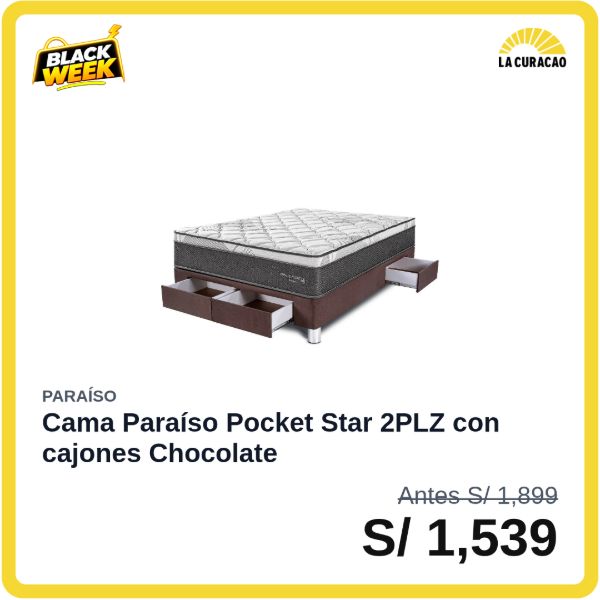 BLACK
WEEK
LA CURACAO
PARAÍSO
Cama Paraíso Pocket Star 2PLZ con
cajones Chocolate
Antes S/ 1,899
S/ 1,539